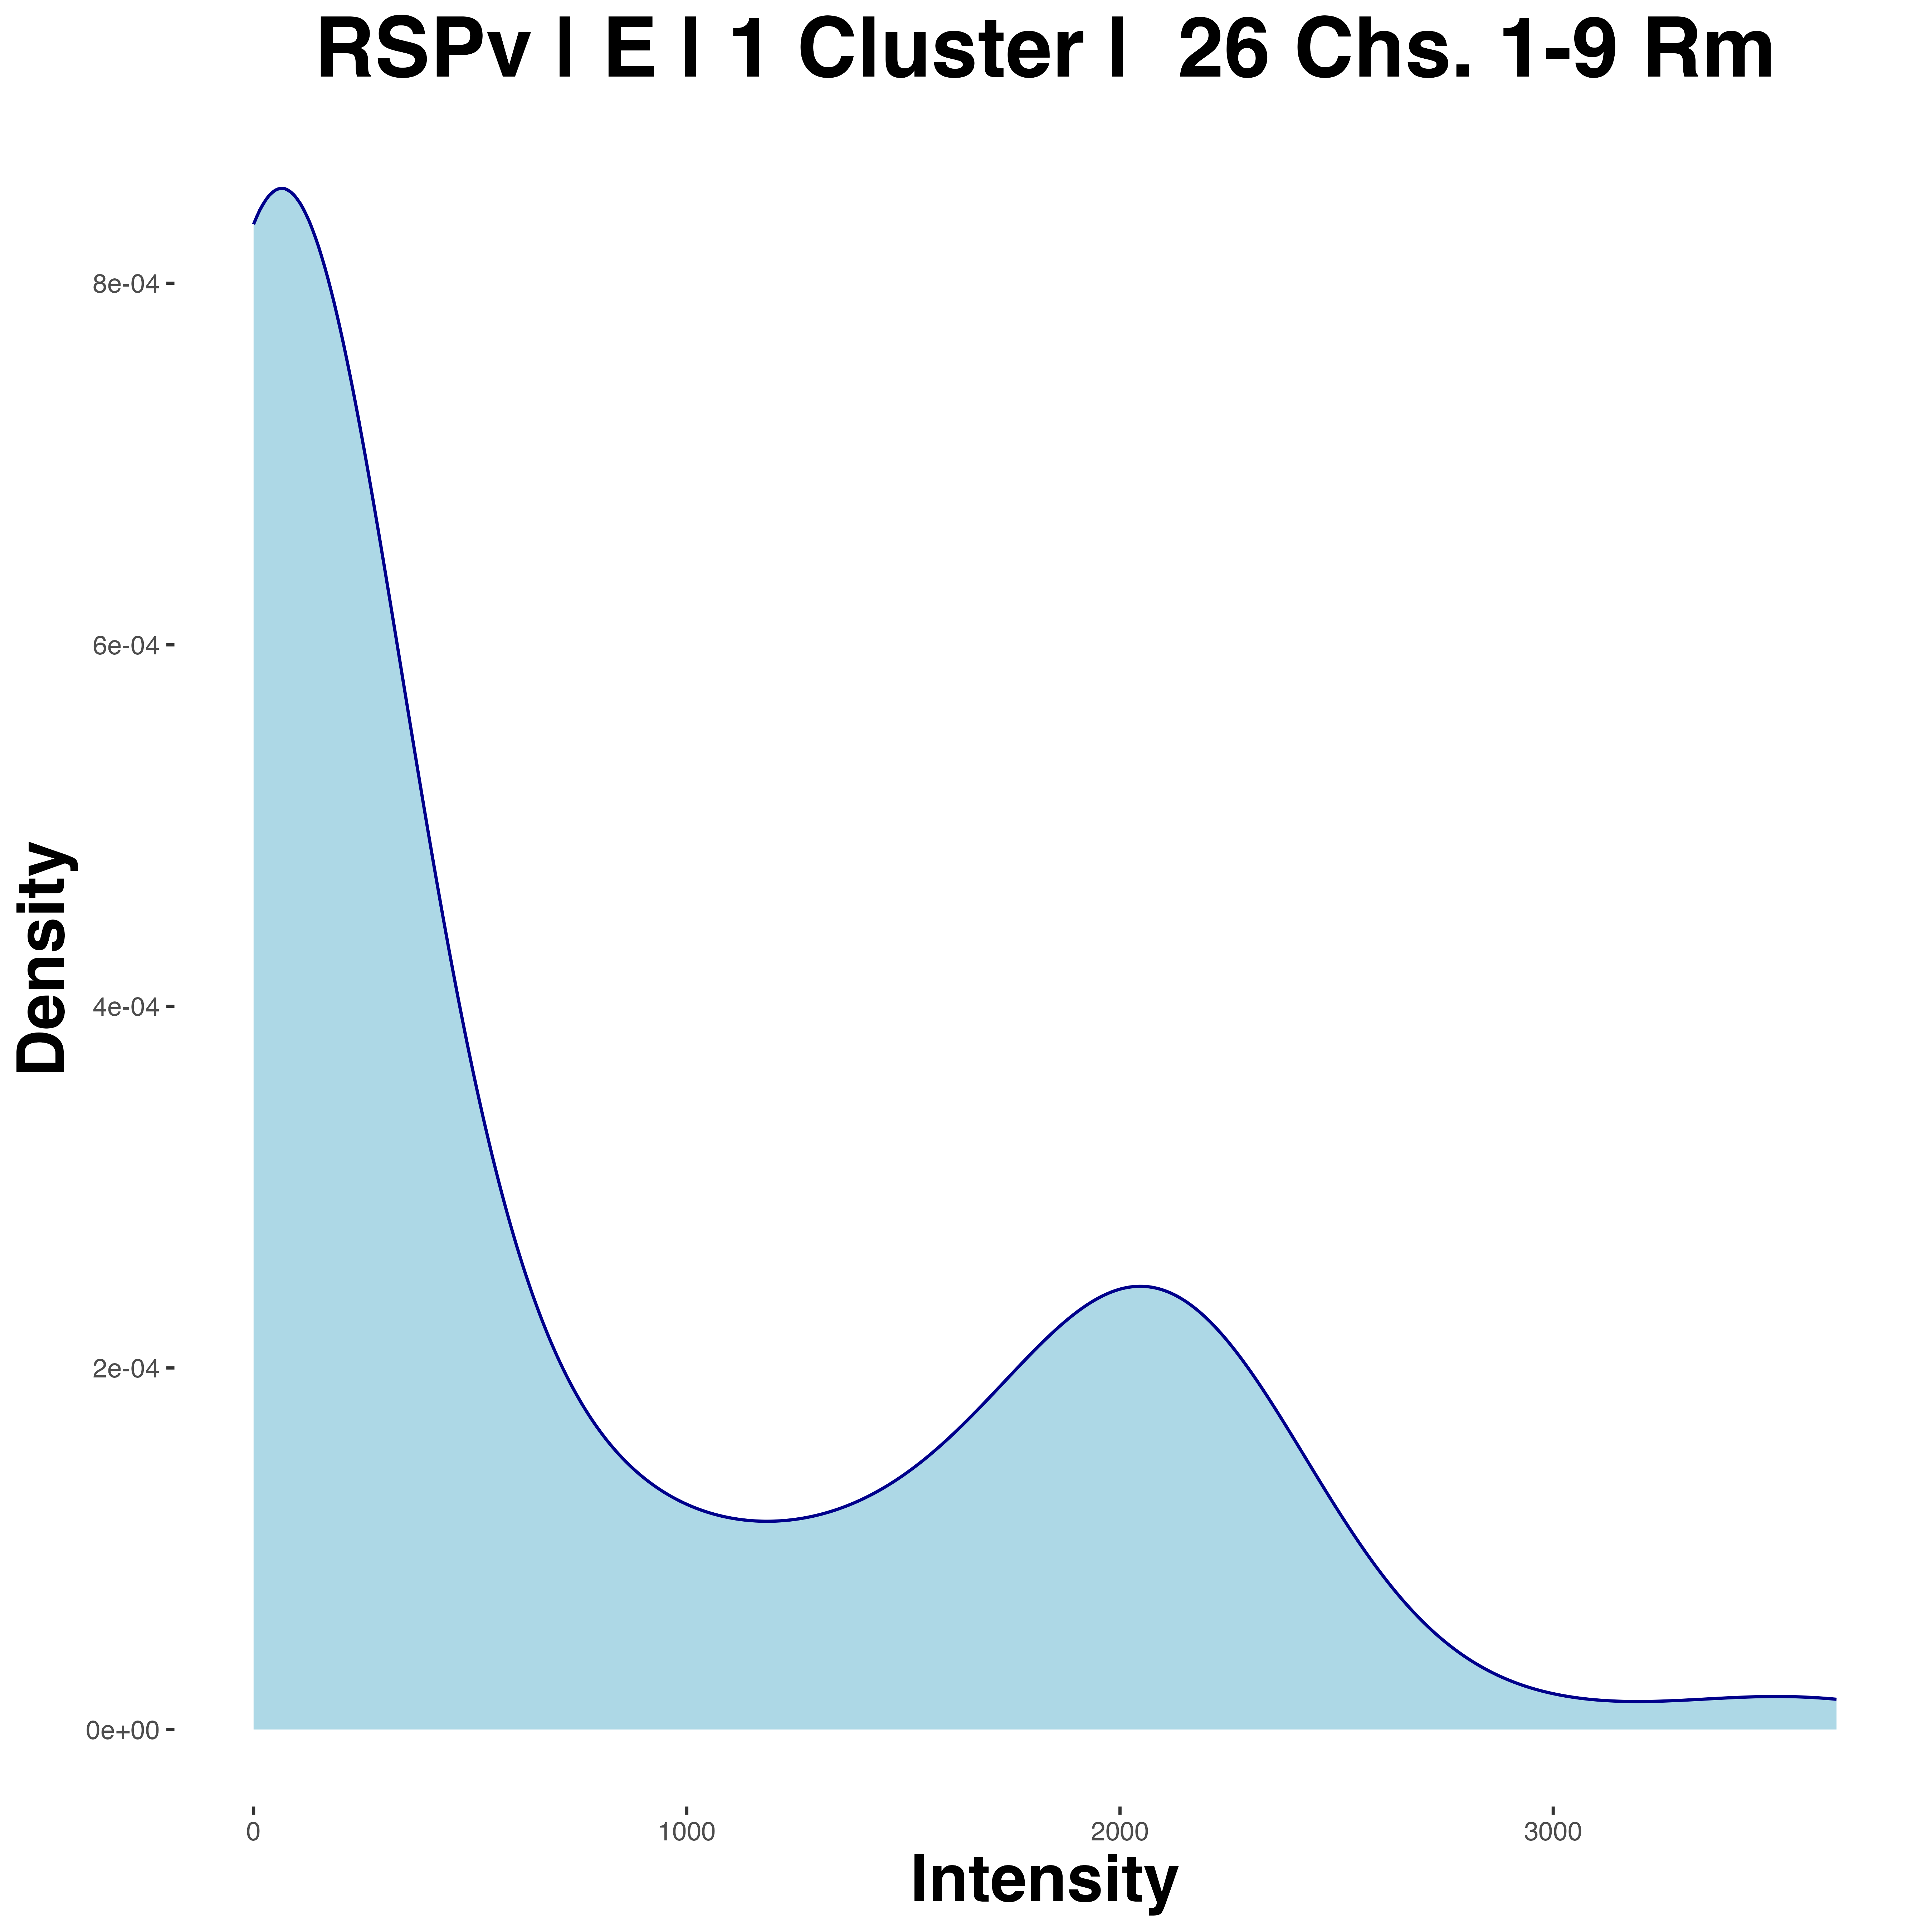 RSPv | E | 1 Cluster |  26 Chs. 1-9 Rm
Density
8e-04
6e-04
4e-04
2e-04
0e+00
0 1000 2000 3000
Intensity